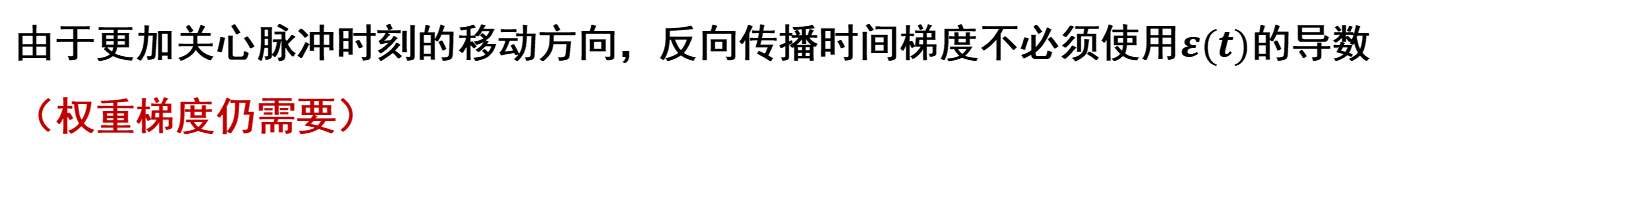 由于更加关心脉冲时刻的移动方向，反向传播时间梯度不必须使用ε(t)的导数
（权重梯度仍需要）